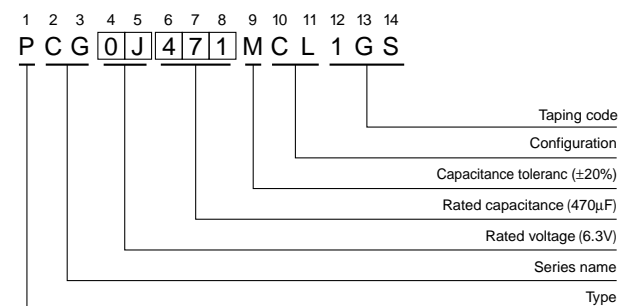 1 2 3 4 5 6 7 8 9 10 11 12 13 14
P C G 0 J 4 7 1 M C L 1 G S
Taping code
Configuration
Capacitance toleranc (±20%)
Rated capacitance (470μF)
Rated voltage (6.3V)
Series name
Type